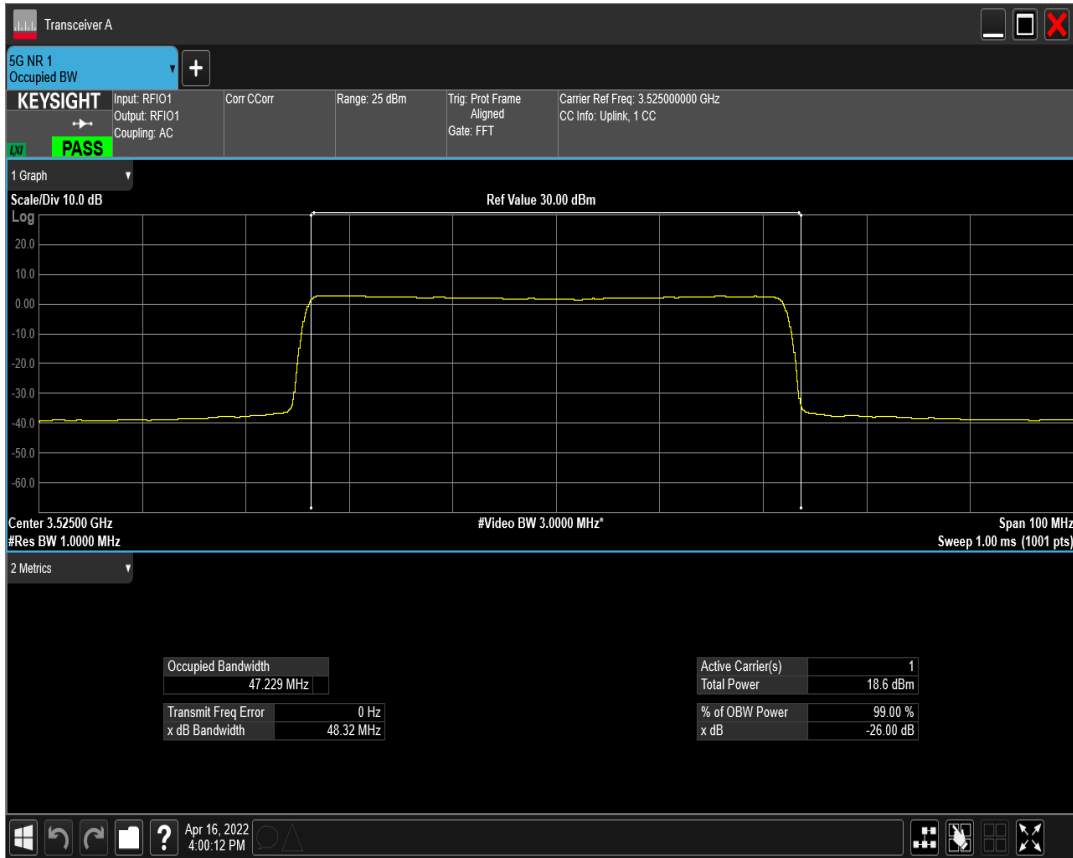 Transceiver A
5G NR 1
Occupied BW
KEYSIGHT
LXI
PASS
Input: RFIO1
Output: RFIO1
Coupling: AC
Corr CCorr
Range: 25 dBm
Trig: Prot Frame
Aligned
Gate: FFT
Carrier Ref Freq: 3.525000000 GHz
CC Info: Uplink, 1 CC
1 Graph
Scale/Div 10.0 dB
Ref Value 30.00 dBm
Log
20.0
10.0
0.00
-10.0
-20.0
-30.0
-40.0
-50.0
-60.0
Center 3.52500 GHz
#Video BW 3.0000 MHz*
Span 100 MHz
#Res BW 1.0000 MHz
Sweep 1.00 ms (1001 pts)
2 Metrics
Occupied Bandwidth
47.229 MHz
Transmit Freq Error 0 Hz
x dB Bandwidth 48.32 MHz
Active Carrier(s) 1
Total Power 18.6 dBm
% of OBW Power 99.00 %
x dB -26.00 dB
Apr 16, 2022
4:00:12 PM